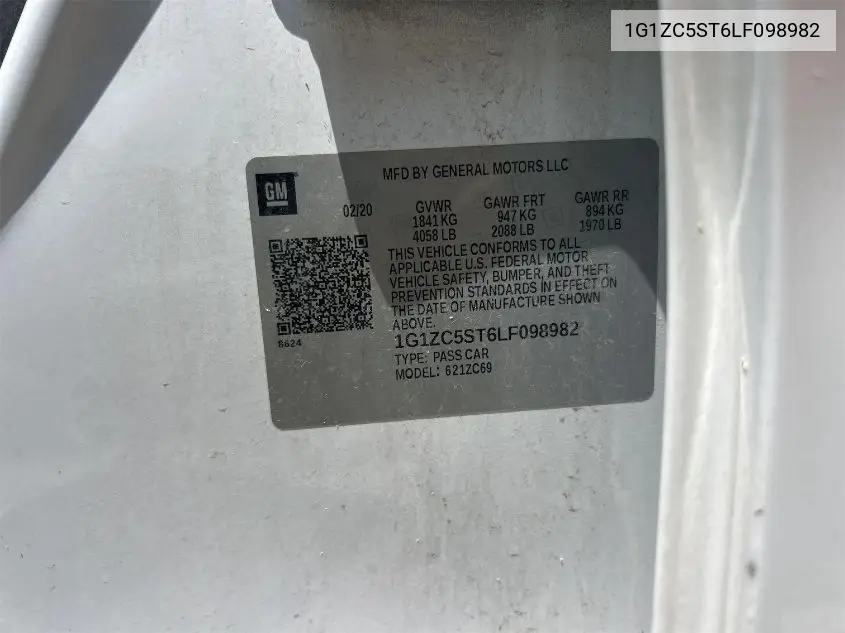 1G1ZC5ST6LF098982
MFD BY GENERAL MOTORS LLC
GM
02/20
GVWR GAWR FRT GAWR RR
1841 KG 947 KG 894 KG
4058 LB 2088 LB 1970 LB
THIS VEHICLE CONFORMS TO ALL
APPLICABLE U.S. FEDERAL MOTOR
VEHICLE SAFETY, BUMPER, AND THEFT
PREVENTION STANDARDS IN EFFECT ON
THE DATE OF MANUFACTURE SHOWN
ABOVE.
1G1ZC5ST6LF098982
TYPE: PASS CAR
MODEL: 621ZC69